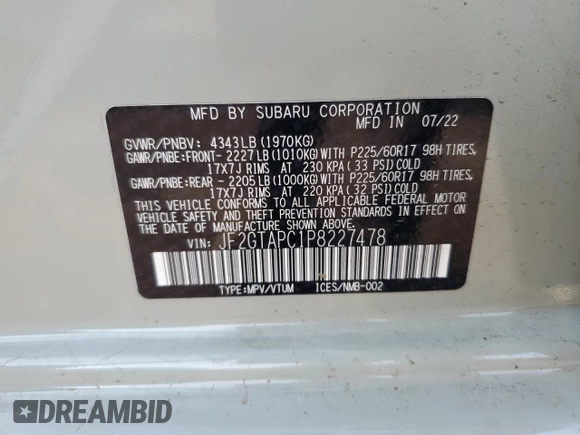 MFD BY SUBARU CORPORATION
IN 07/22
GVWR/PNBV: 4343LB (1970KG)
GAWR/PNBE:FRONT- 2227LB (1010KG) WITH P225/60R17 98H TIRES,
17X7J RIMS AT 230 KPA (33 PSI) COLD
GAWR/PNBE:REAR - 2205LB (1000KG) WITH P225/60R17 98H TIRES,
17X7J RIMS AT 220 KPA (32 PSI) COLD
THIS VEHICLE CONFORMS TO ALL APPLICABLE FEDERAL MOTOR
VEHICLE SAFETY AND BUMPER STANDARDS IN EFFECT ON
THE DATE OF MANUFACTURE SHOWN ABOVE.
VIN: JF2GTAPC1P8227478
TYPE:MPV/VTUM ICES/NMB-002
DREAMBID